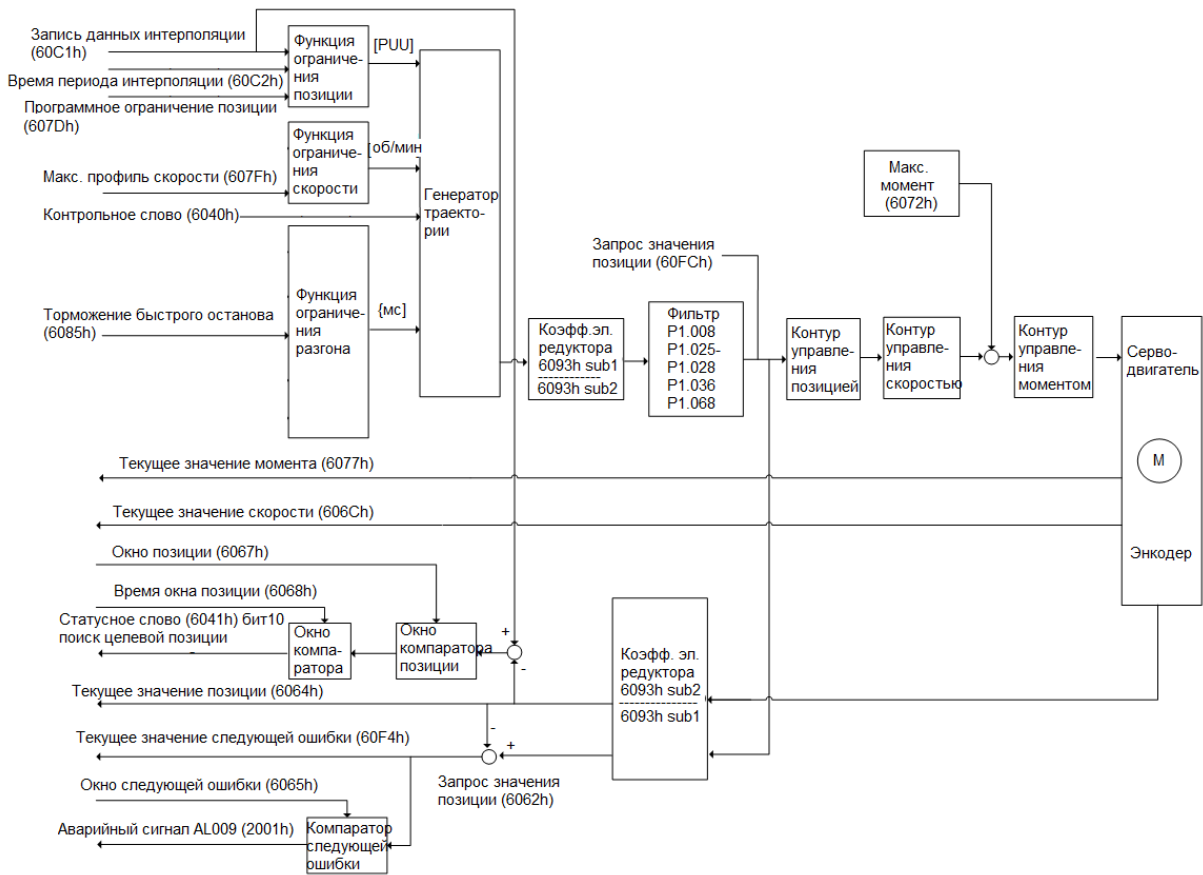 Запись данных интерполяции
(60C1h)
Время периода интерполяции (60C2h)
Программное ограничение позиции
(607Dh)
Функция
ограниче-
ния
позиции
[PUU]
Функция
ограниче-
ния
скорости
[об/мин
Макс. профиль скорости (607Fh)
Контрольное слово (6040h)
Генератор
траекто-
рии
Торможение быстрого останова
(6085h)
Функция
ограничения
разгона
{мс]
Макс.
момент
(6072h)
Запрос значения
позиции (60FCh)
Коэфф.эл.
редуктора
6093h sub1
------------
6093h sub2
Фильтр
P1.008
P1.025-
P1.028
P1.036
P1.068
Контур
управле-
ния
позицией
Контур
управле-
ния
скоростью
Контур
управле-
ния
моментом
Серво-
двигатель
M
Энкодер
Текущее значение момента (6077h)
Текущее значение скорости (606Ch)
Окно позиции (6067h)
Время окна позиции (6068h)
Статусное слово (6041h) бит10
поиск целевой позиции
-
Окно
компа-
ратора
Окно
компаратора
позиции
+
-
Коэфф. эл.
редуктора
6093h sub2
---------------
6093h sub1
Текущее значение позиции (6064h)
-
+
Текущее значение следующей ошибки (60F4h)
Запрос значения
позиции (6062h)
Окно следующей ошибки (6065h)
Аварийный сигнал AL009 (2001h)
Компаратор
следующей
ошибки